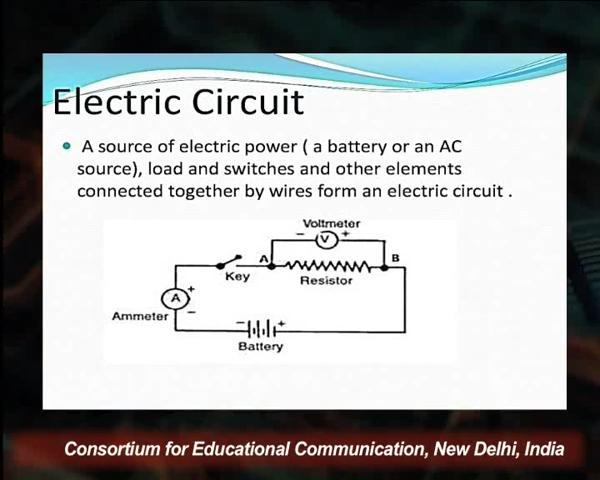 Electric Circuit
A source of electric power ( a battery or an AC
source), load and switches and other elements
connected together by wires form an electric circuit .
Voltmeter
− V +
A B
Key
Resistor
A +
−
Ammeter
− +
Battery
Consortium for Educational Communication, New Delhi, India